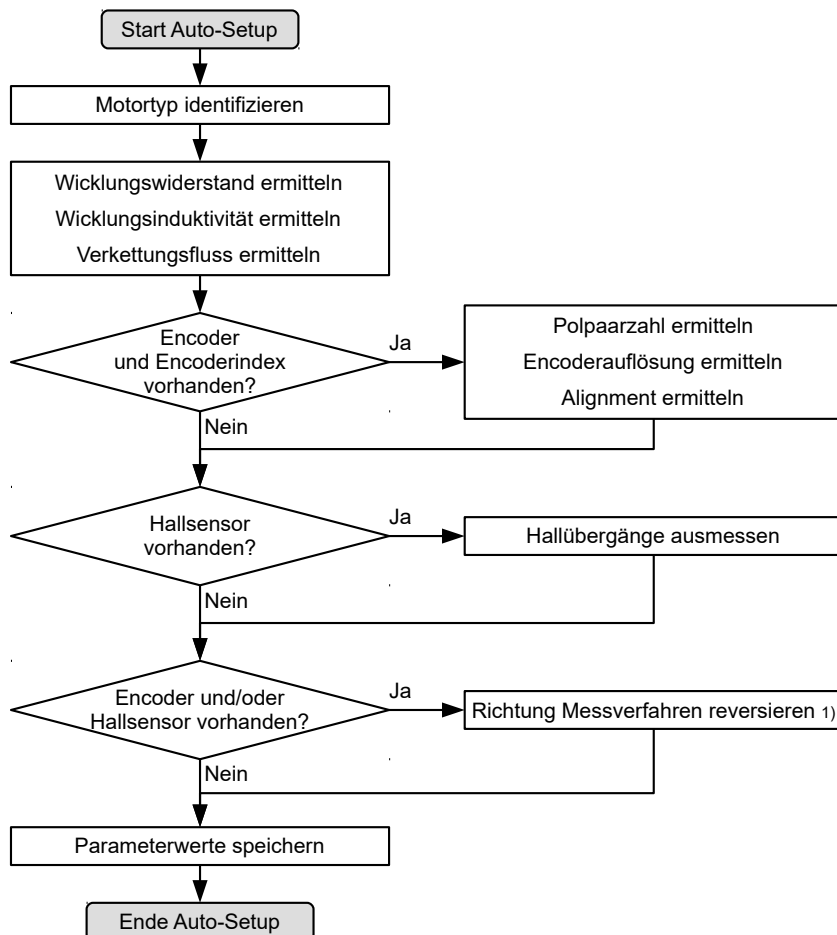 Start Auto-Setup
Motortyp identifizieren
Wicklungswiderstand ermitteln
Wicklungsinduktivität ermitteln
Verkettungsfluss ermitteln
Encoder
und Encoderindex
vorhanden?
Ja
Polpaarzahl ermitteln
Encoderauflösung ermitteln
Alignment ermitteln
Nein
Hallsensor
vorhanden?
Ja
Hallübergänge ausmessen
Nein
Encoder und/oder
Hallsensor vorhanden?
Ja
Richtung Messverfahren reversieren 1)
Nein
Parameterwerte speichern
Ende Auto-Setup